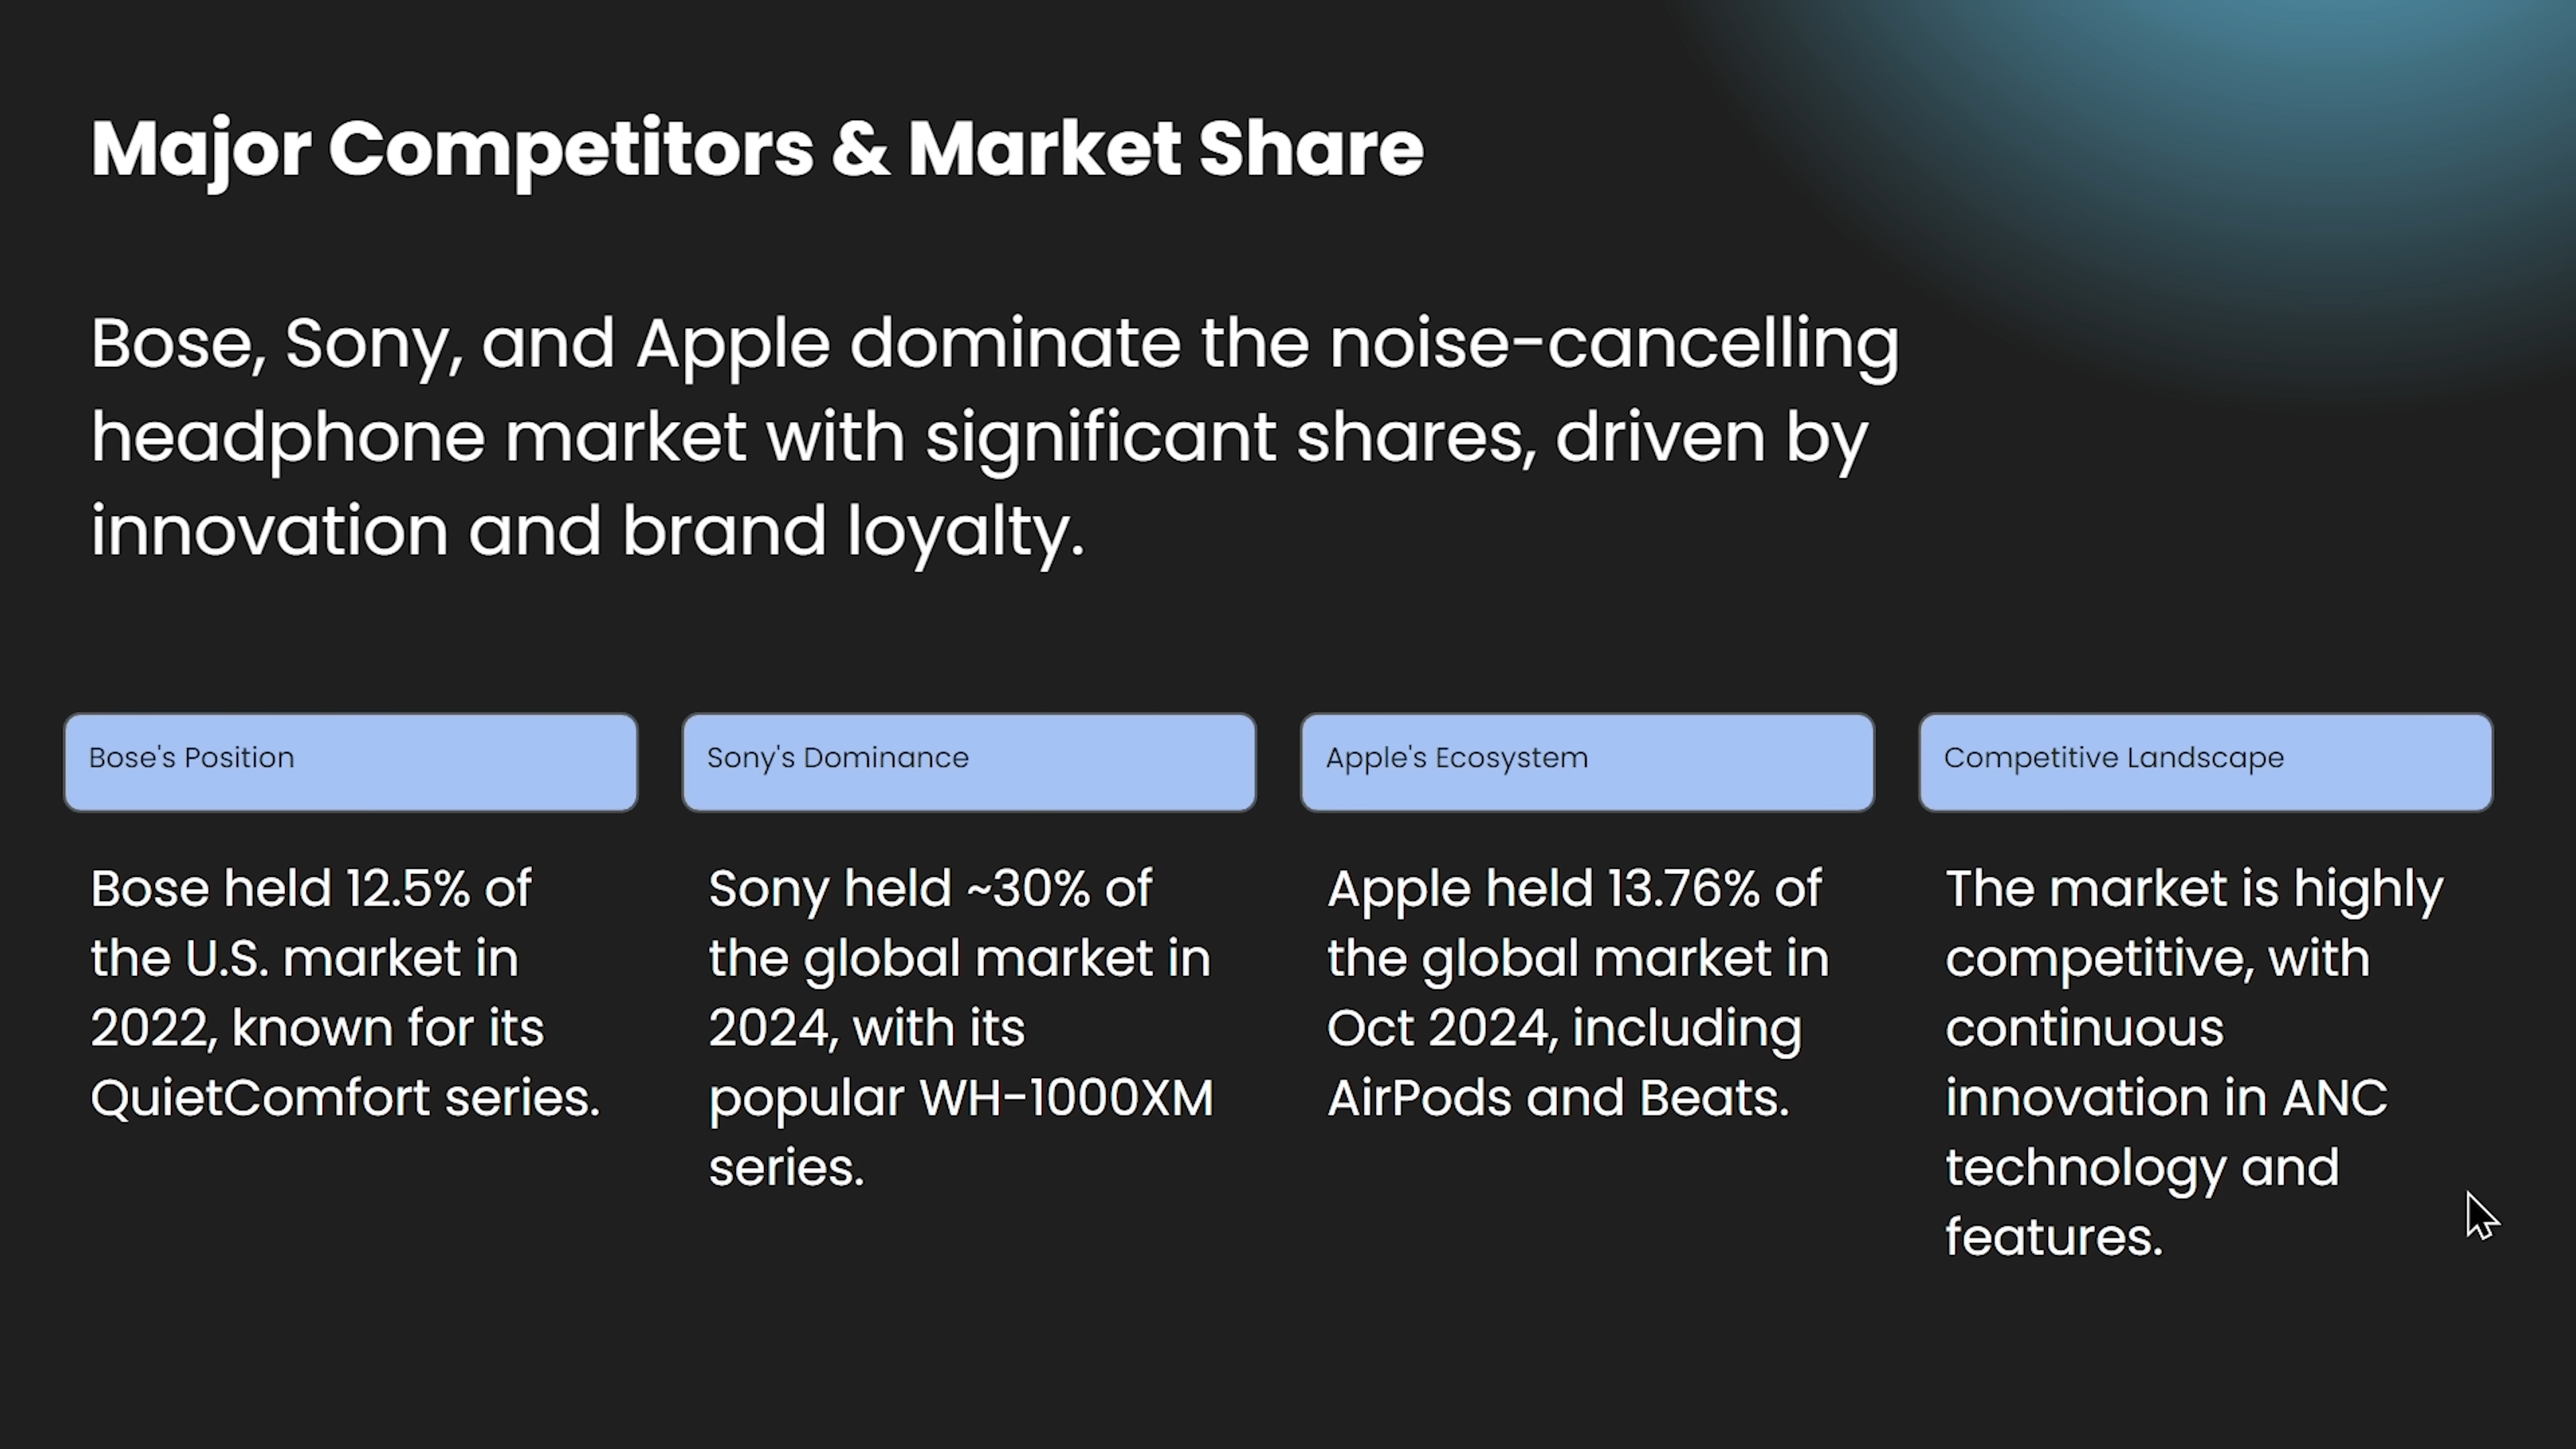 Major Competitors & Market Share
Bose, Sony, and Apple dominate the noise-cancelling
headphone market with significant shares, driven by
innovation and brand loyalty.
Bose's Position
Bose held 12.5% of
the U.S. market in
2022, known for its
QuietComfort series.
Sony's Dominance
Sony held ~30% of
the global market in
2024, with its
popular WH-1000XM
series.
Apple's Ecosystem
Apple held 13.76% of
the global market in
Oct 2024, including
AirPods and Beats.
Competitive Landscape
The market is highly
competitive, with
continuous
innovation in ANC
technology and
features.